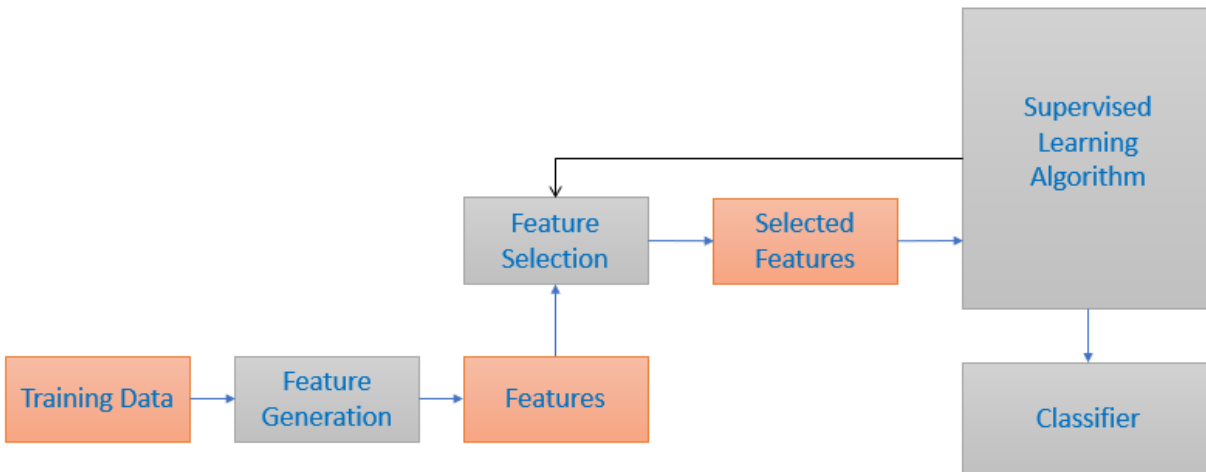 Training Data
Feature
Generation
Features
Feature
Selection
Selected
Features
Supervised
Learning
Algorithm
Classifier